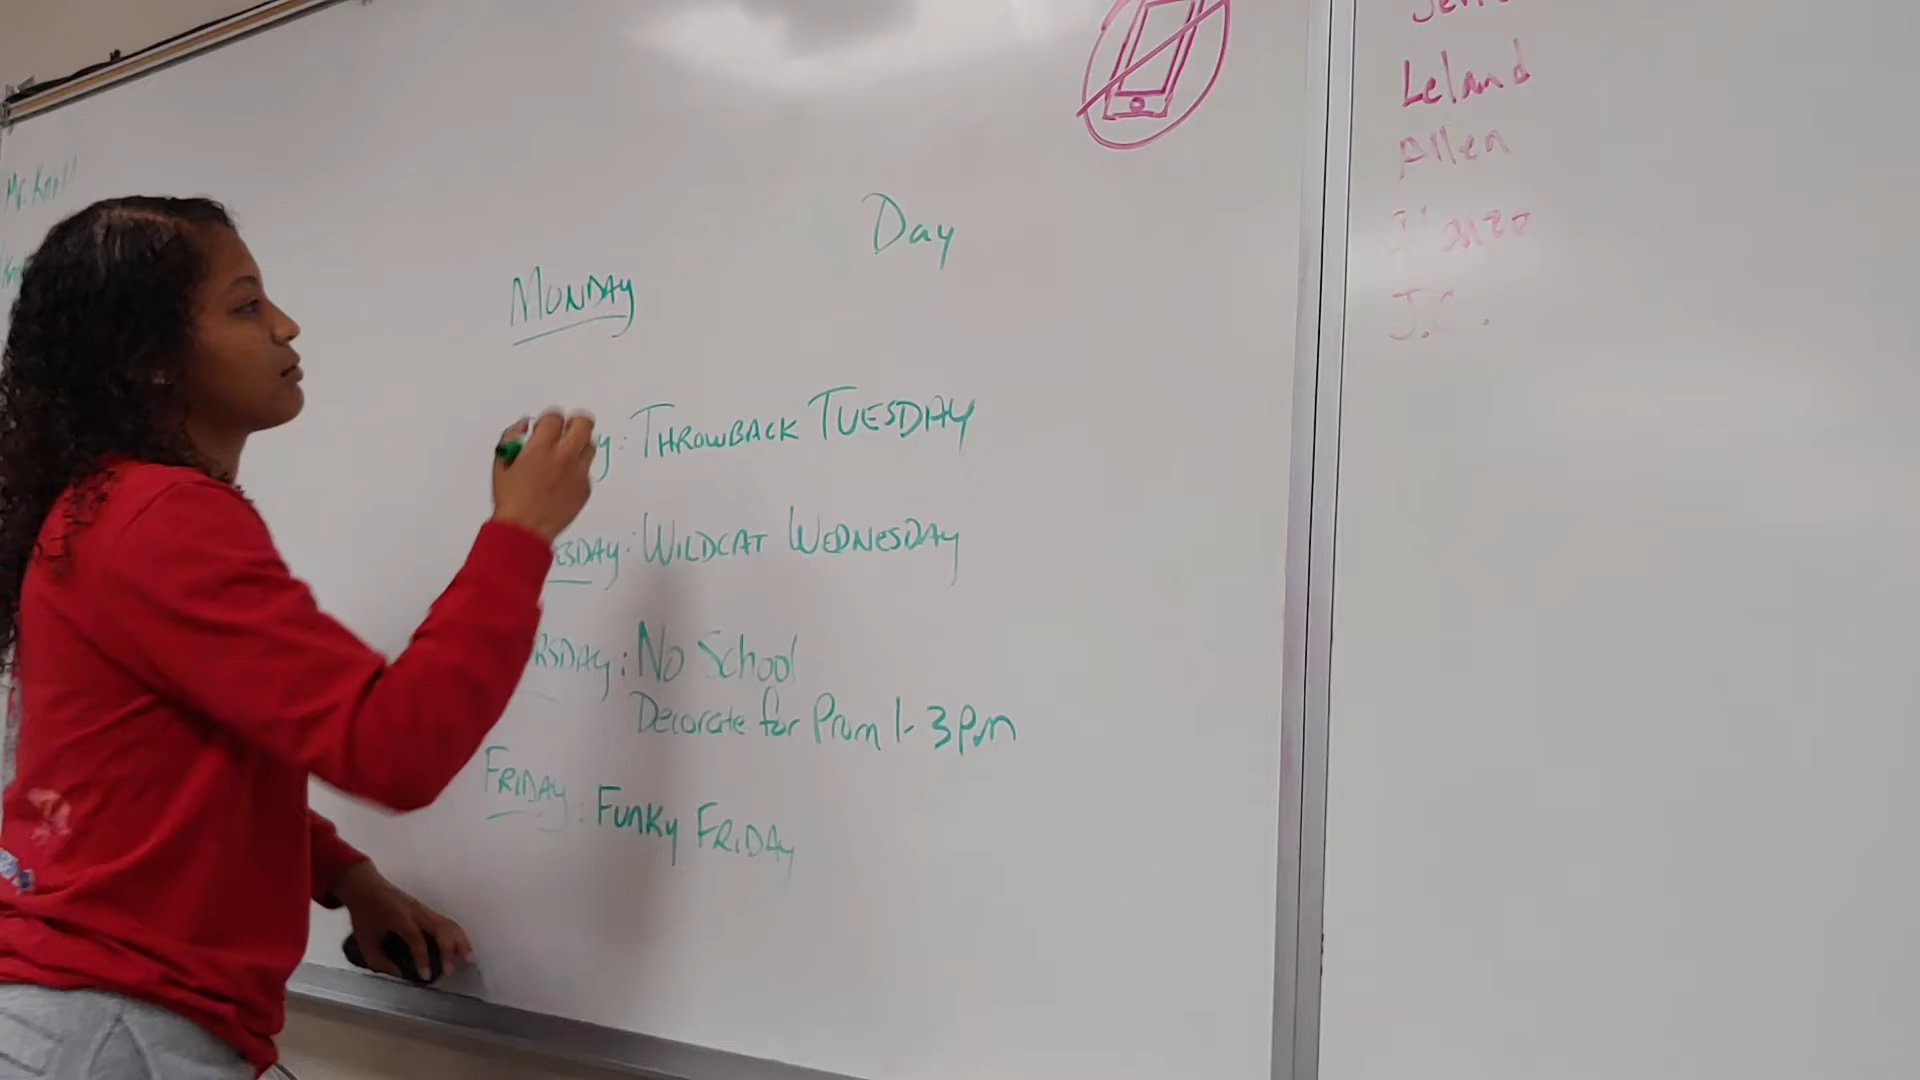 Day
MONDAY
THROWBACK TUESDAY
WILDCAT WEDNESDAY
No School
Decorate for Prom 1-3pm
FRIDAY: FUNKY FRIDAY
Leland
Allen